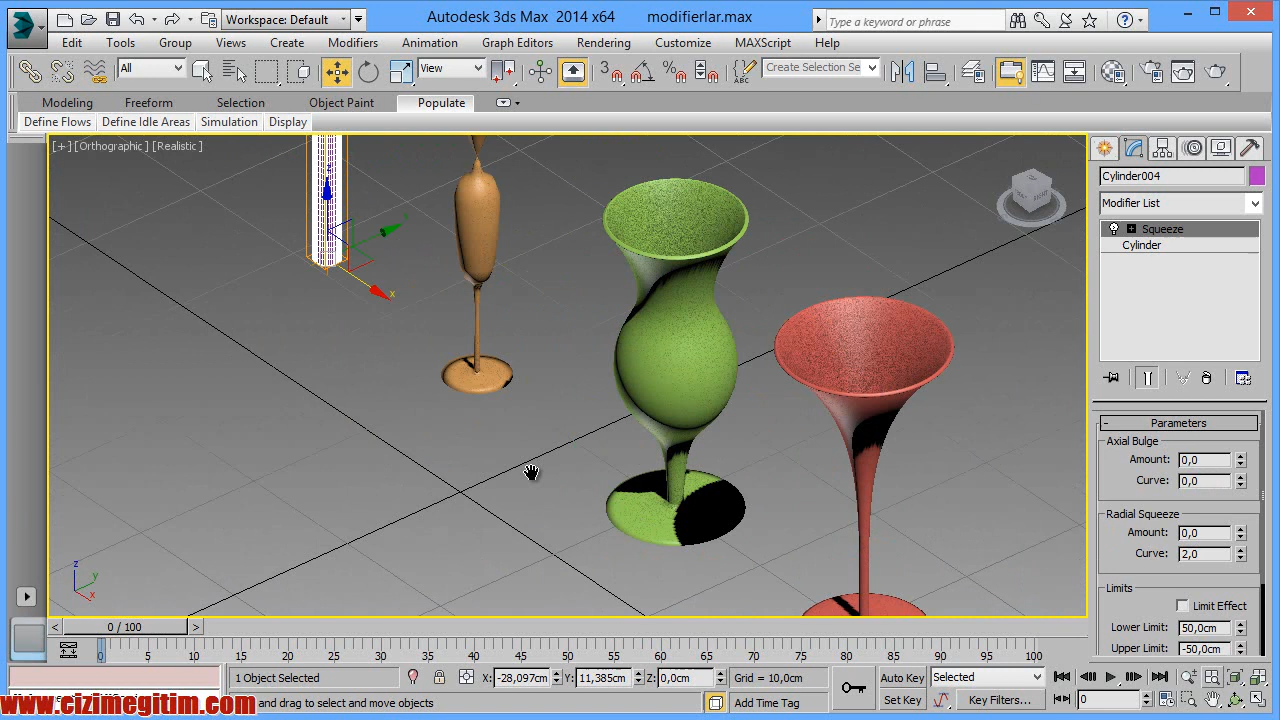 Workspace: Default
Autodesk 3ds Max 2014 x64 modifierlar.max
Type a keyword or phrase
Edit Tools Group Views Create Modifiers Animation Graph Editors Rendering Customize MAXScript Help
All View 3 ABC Create Selection Se
Modeling Freeform Selection Object Paint Populate
Define Flows Define Idle Areas Simulation Display
[+] [Orthographic ] [Realistic ]
Cylinder004
Modifier List
Squeeze
Cylinder
x
Parameters
Axial Bulge
Amount: 0,0
Curve: 0,0
Radial Squeeze
Amount: 0,0
Curve: 2,0
Limits
Limit Effect
Lower Limit: 50,0cm
Upper Limit: -50,0cm
z
y
x
0 / 100
0 5 10 15 20 25 30 35 40 45 50 55 60 65 70 75 80 85 90 95 100
1 Object Selected X: -28,097cm Y: 11,385cm Z: 0,0cm Grid = 10,0cm Auto Key Selected
www.cizimegitim.com and drag to select and move objects Add Time Tag Set Key Key Filters... 0